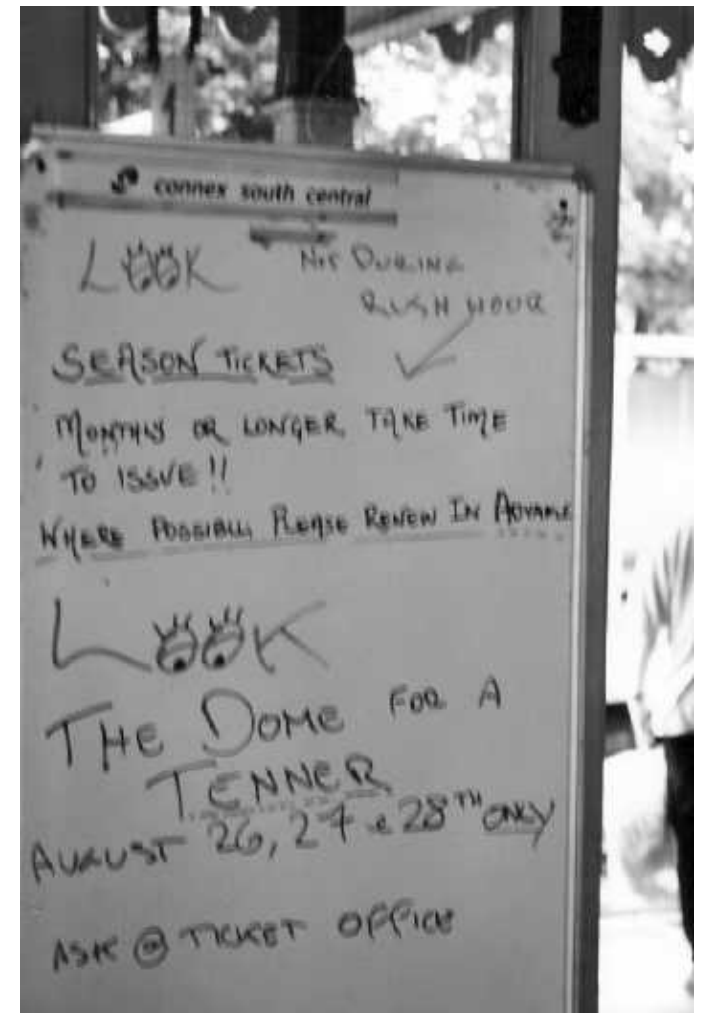 connex south central
LOOK
NOT DURING
RUSH HOUR
SEASON TICKETS
MONTHLY OR LONGER, TAKE TIME
TO ISSUE!!
WHERE POSSIBLE, PLEASE RENEW IN ADVANCE
LOOK
THE DOME FOR A
TENNER
AUGUST 26, 27 & 28TH ONLY
ASK @ TICKET OFFICE